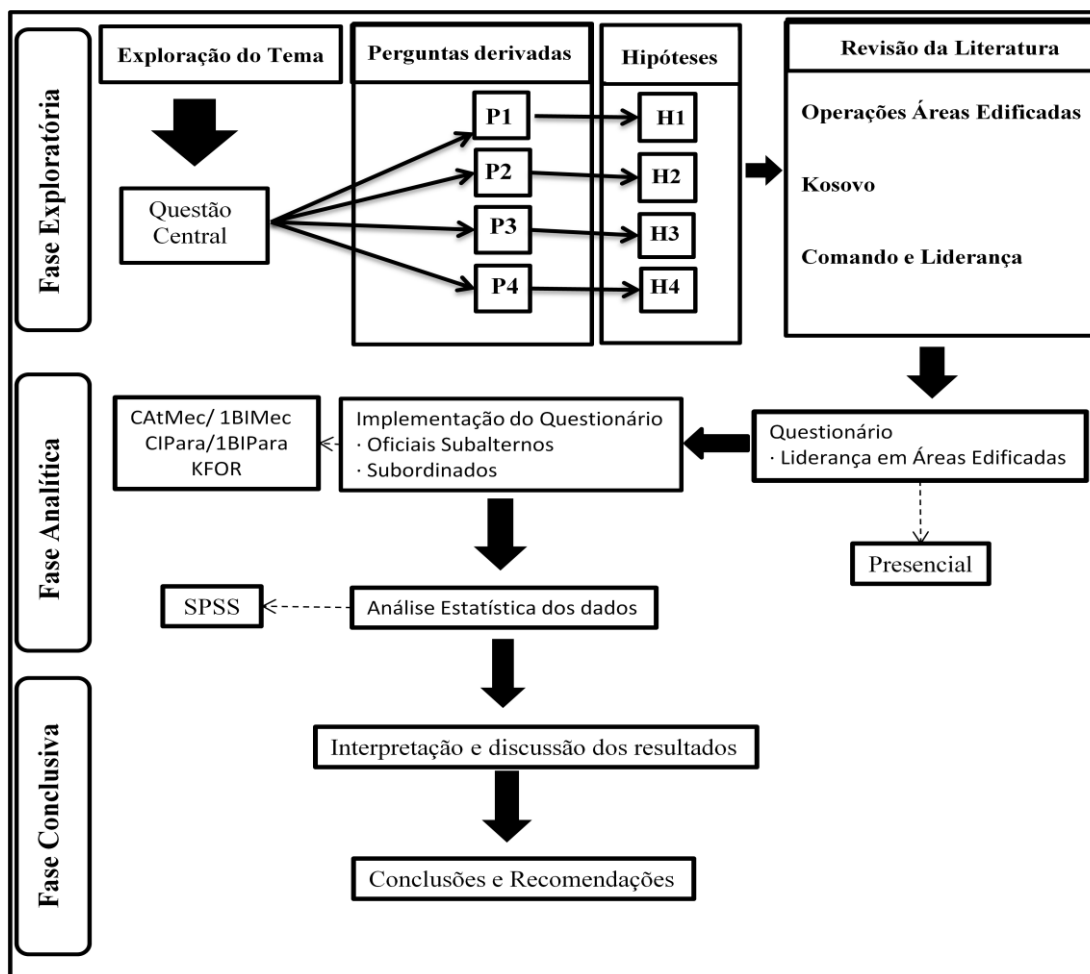 Fase Exploratória
Exploração do Tema
Questão
Central
Perguntas derivadas
P1
P2
P3
P4
Hipóteses
H1
H2
H3
H4
Revisão da Literatura
Operações Áreas Edificadas
Kosovo
Comando e Liderança
Fase Analítica
Questionário
· Liderança em Áreas Edificadas
Presencial
Implementação do Questionário
· Oficiais Subalternos
· Subordinados
CAtMec/ 1BIMec
CIPara/1BIPara
KFOR
Análise Estatística dos dados
SPSS
Fase Conclusiva
Interpretação e discussão dos resultados
Conclusões e Recomendações